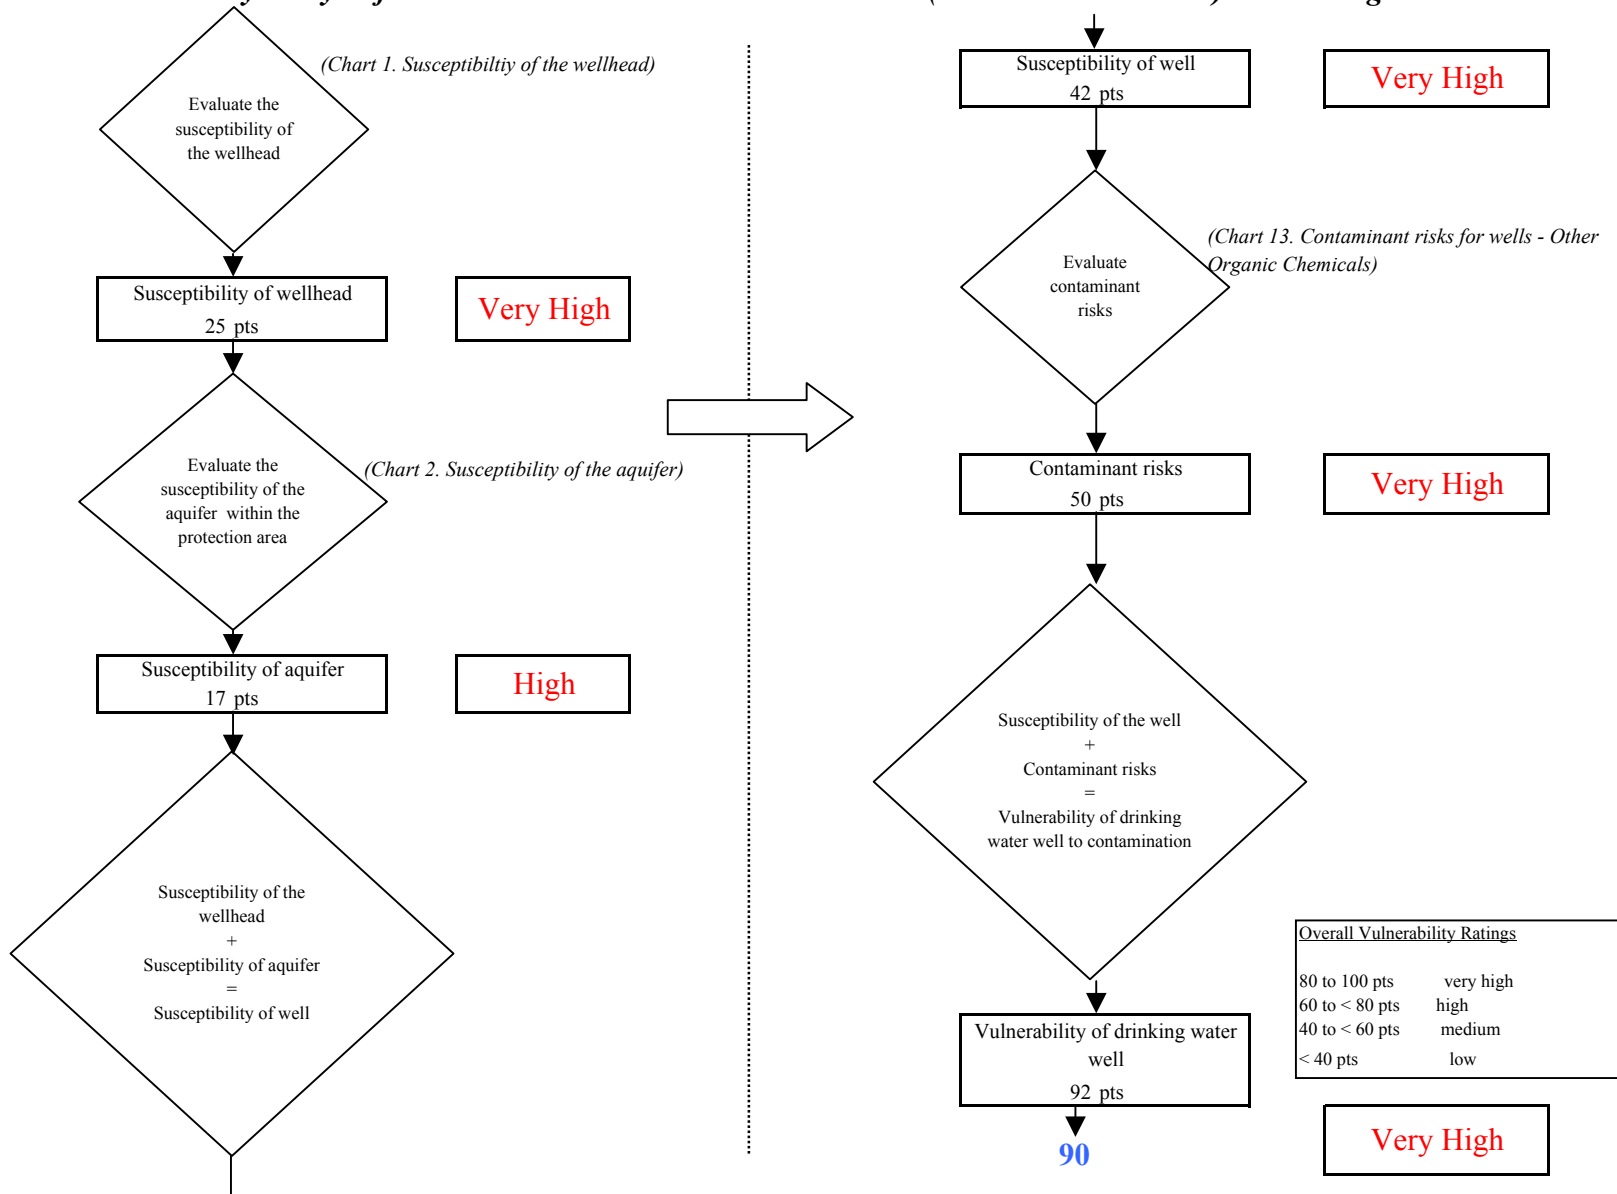 (Chart 1. Susceptibiltiy of the wellhead)
Evaluate the
susceptibility of
the wellhead
Susceptibility of wellhead
25 pts
Very High
Evaluate the
susceptibility of the
aquifer within the
protection area
(Chart 2. Susceptibility of the aquifer)
Susceptibility of aquifer
17 pts
High
Susceptibility of the
wellhead
+
Susceptibility of aquifer
=
Susceptibility of well
Susceptibility of well
42 pts
Very High
(Chart 13. Contaminant risks for wells - Other
Organic Chemicals)
Evaluate
contaminant
risks
Contaminant risks
50 pts
Very High
Susceptibility of the well
+
Contaminant risks
=
Vulnerability of drinking
water well to contamination
Overall Vulnerability Ratings
80 to 100 pts very high
60 to < 80 pts high
40 to < 60 pts medium
< 40 pts low
Vulnerability of drinking water
well
92 pts
90
Very High